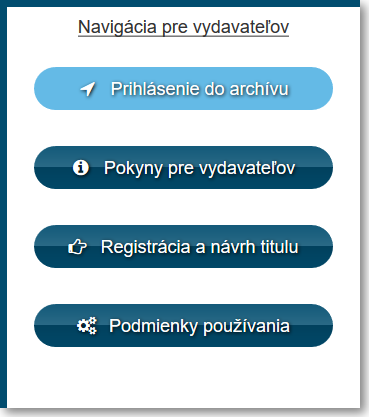 Navigácia pre vydavateľov
Prihlásenie do archívu
Pokyny pre vydavateľov
Registrácia a návrh titulu
Podmienky používania